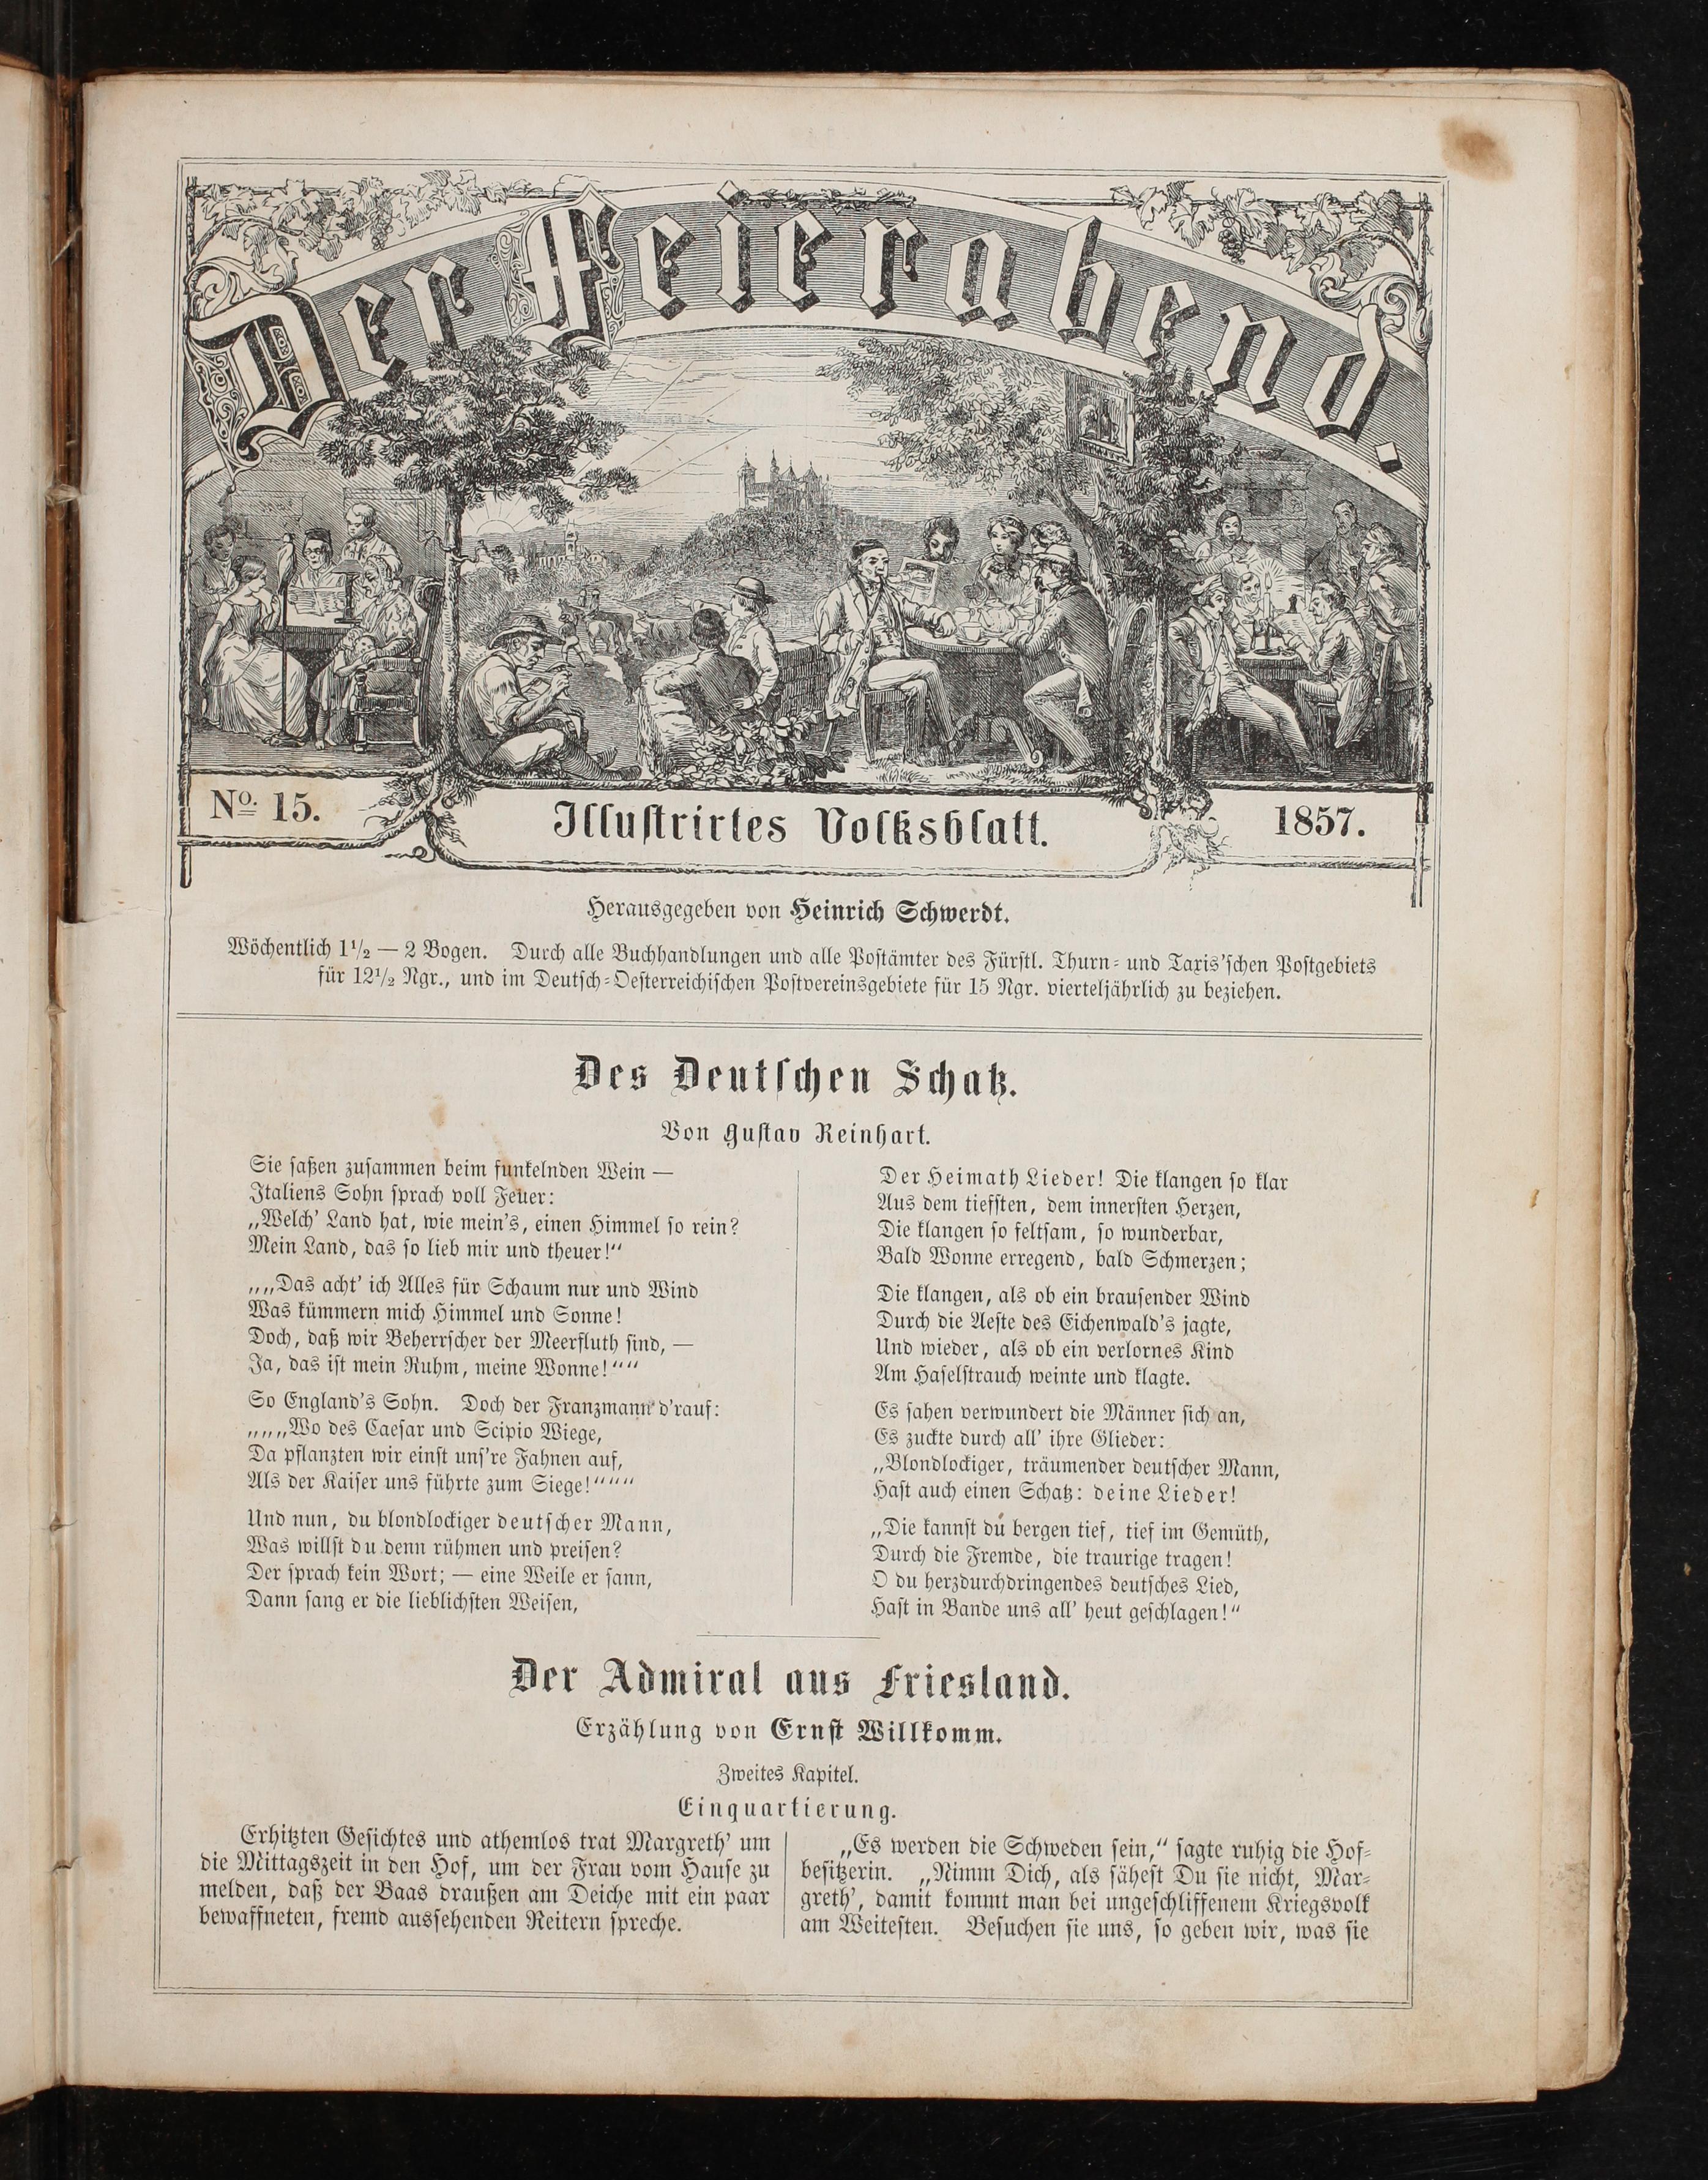 Der Feierabend.
No. 15.
Illustrirtes Volksblatt.
1857.
Herausgegeben von Heinrich Schwerdt.
Wöchentlich 1½ — 2 Bogen. Durch alle Buchhandlungen und alle Postämter des Fürstl. Thurn- und Taxis'schen Postgebiets
für 12½ Ngr., und im Deutsch-Oesterreichischen Postvereinsgebiete für 15 Ngr. vierteljährlich zu beziehen.
Des Deutschen Schatz.
Von Gustav Reinhart.
Sie saßen zusammen beim funkelnden Wein —
Italiens Sohn sprach voll Feuer:
„Welch' Land hat, wie mein's, einen Himmel so rein?
Mein Land, das so lieb mir und theuer!“
„„Das acht' ich Alles für Schaum nur und Wind
Was kümmern mich Himmel und Sonne!
Doch, daß wir Beherrscher der Meerfluth sind, —
Ja, das ist mein Ruhm, meine Wonne!““
So England's Sohn. Doch der Franzmann d'rauf:
„„„Wo des Caesar und Scipio Wiege,
Da pflanzten wir einst uns're Fahnen auf,
Als der Kaiser uns führte zum Siege!“““
Und nun, du blondlockiger deutscher Mann,
Was willst du denn rühmen und preisen?
Der sprach kein Wort; — eine Weile er sann,
Dann sang er die lieblichsten Weisen,
Der Heimath Lieder! Die klangen so klar
Aus dem tiefsten, dem innersten Herzen,
Die klangen so seltsam, so wunderbar,
Bald Wonne erregend, bald Schmerzen;
Die klangen, als ob ein brausender Wind
Durch die Aeste des Eichenwald's jagte,
Und wieder, als ob ein verlornes Kind
Am Haselstrauch weinte und klagte.
Es sahen verwundert die Männer sich an,
Es zuckte durch all' ihre Glieder:
„Blondlockiger, träumender deutscher Mann,
Hast auch einen Schatz: deine Lieder!
„Die kannst du bergen tief, tief im Gemüth,
Durch die Fremde, die traurige tragen!
O du herzdurchdringendes deutsches Lied,
Hast in Bande uns all' heut geschlagen!“
Der Admiral aus Friesland.
Erzählung von Ernst Willkomm.
Zweites Kapitel.
Einquartierung.
Erhitzten Gesichtes und athemlos trat Margreth' um
die Mittagszeit in den Hof, um der Frau vom Hause zu
melden, daß der Baas draußen am Deiche mit ein paar
bewaffneten, fremd aussehenden Reitern spreche.
„Es werden die Schweden sein,“ sagte ruhig die Hof-
besitzerin. „Nimm Dich, als sähest Du sie nicht, Mar-
greth', damit kommt man bei ungeschliffenem Kriegsvolk
am Weitesten. Besuchen sie uns, so geben wir, was sie